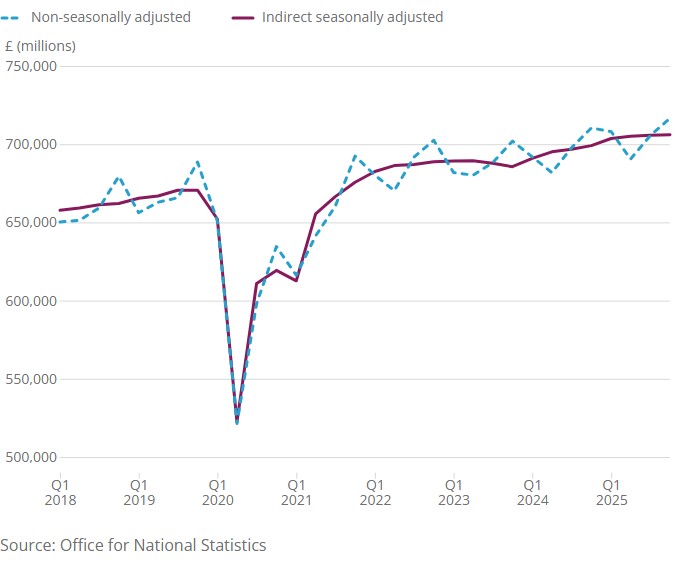 Non-seasonally adjusted Indirect seasonally adjusted
£ (millions)
750,000
700,000
650,000
600,000
550,000
500,000
Q1 Q1 Q1 Q1 Q1 Q1 Q1 Q1
2018 2019 2020 2021 2022 2023 2024 2025
Source: Office for National Statistics